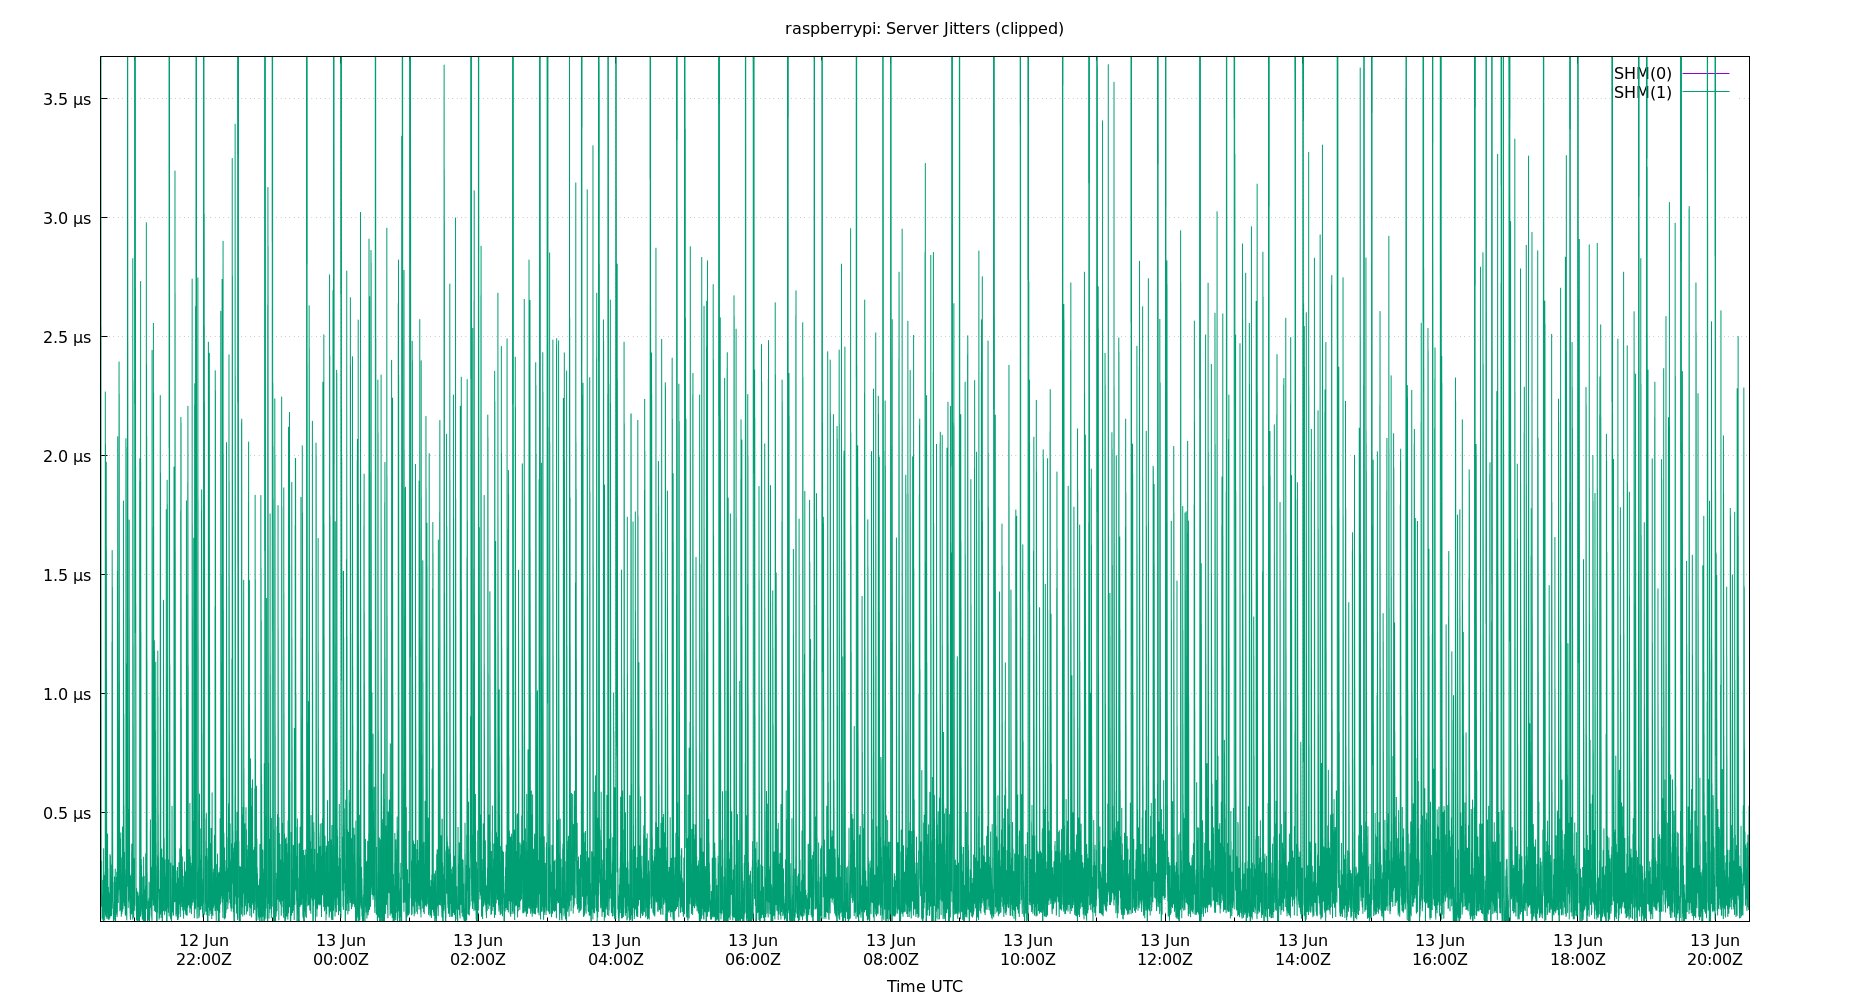 raspberrypi: Server Jitters (clipped)
SHM(0)
SHM(1)
3.5 µs
3.0 µs
2.5 µs
2.0 µs
1.5 µs
1.0 µs
0.5 µs
12 Jun 13 Jun 13 Jun 13 Jun 13 Jun 13 Jun 13 Jun 13 Jun 13 Jun 13 Jun 13 Jun 13 Jun
22:00Z 00:00Z 02:00Z 04:00Z 06:00Z 08:00Z 10:00Z 12:00Z 14:00Z 16:00Z 18:00Z 20:00Z
Time UTC